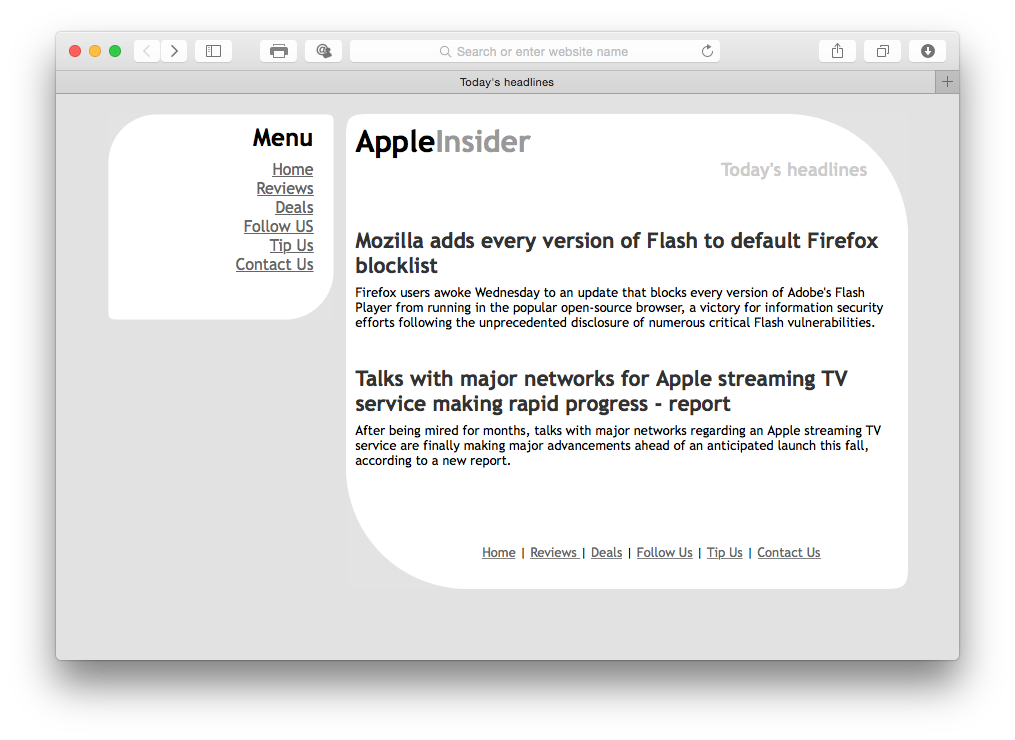 Search or enter website name
Today's headlines
Menu
Home
Reviews
Deals
Follow US
Tip Us
Contact Us
AppleInsider
Today's headlines
Mozilla adds every version of Flash to default Firefox
blocklist
Firefox users awoke Wednesday to an update that blocks every version of Adobe's Flash
Player from running in the popular open-source browser, a victory for information security
efforts following the unprecedented disclosure of numerous critical Flash vulnerabilities.
Talks with major networks for Apple streaming TV
service making rapid progress - report
After being mired for months, talks with major networks regarding an Apple streaming TV
service are finally making major advancements ahead of an anticipated launch this fall,
according to a new report.
Home | Reviews | Deals | Follow Us | Tip Us | Contact Us